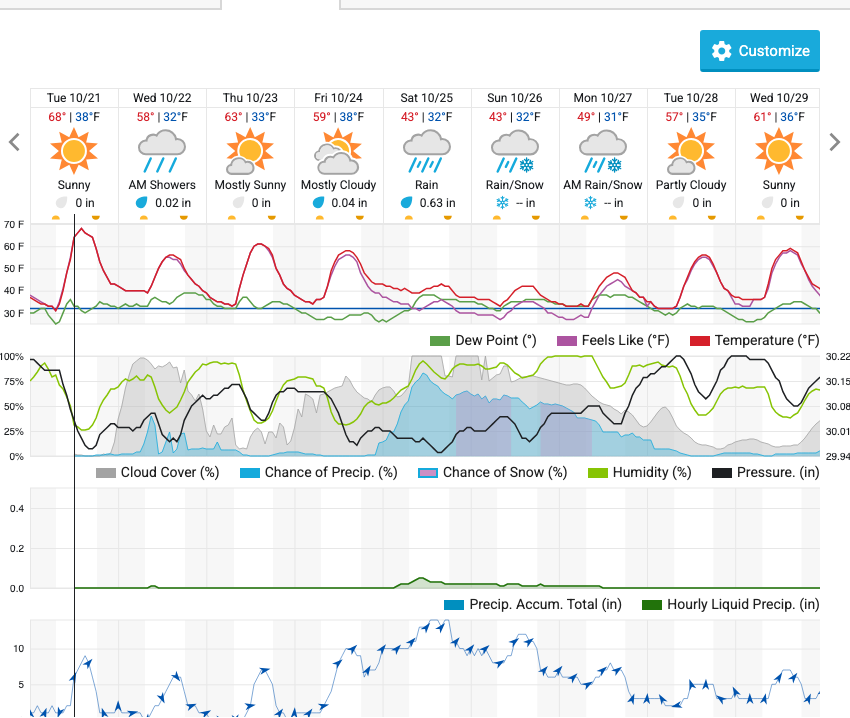 Customize
Tue 10/21 Wed 10/22 Thu 10/23 Fri 10/24 Sat 10/25 Sun 10/26 Mon 10/27 Tue 10/28 Wed 10/29
68° | 38°F 58° | 32°F 63° | 33°F 59° | 38°F 43° | 32°F 43° | 32°F 49° | 31°F 57° | 35°F 61° | 36°F
Sunny AM Showers Mostly Sunny Mostly Cloudy Rain Rain/Snow AM Rain/Snow Partly Cloudy Sunny
0 in 0.02 in 0 in 0.04 in 0.63 in -- in -- in 0 in 0 in
70 F
60 F
50 F
40 F
30 F
Dew Point (°) Feels Like (°F) Temperature (°F)
100% 30.22
75% 30.15
50% 30.08
25% 30.01
0% 29.94
Cloud Cover (%) Chance of Precip. (%) Chance of Snow (%) Humidity (%) Pressure. (in)
0.4
0.2
0.0
Precip. Accum. Total (in) Hourly Liquid Precip. (in)
10
5